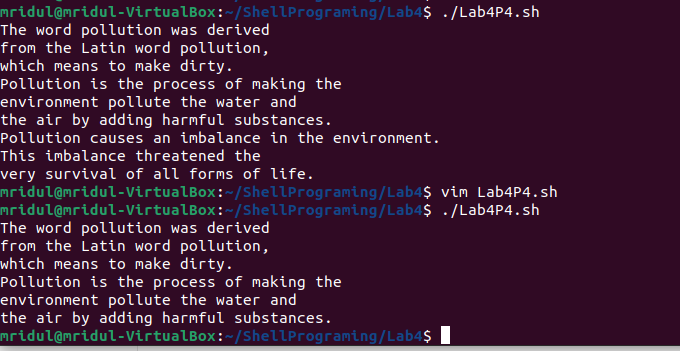 mridul@mridul-VirtualBox:~/ShellPrograming/Lab4$ ./Lab4P4.sh
The word pollution was derived
from the Latin word pollution,
which means to make dirty.
Pollution is the process of making the
environment pollute the water and
the air by adding harmful substances.
Pollution causes an imbalance in the environment.
This imbalance threatened the
very survival of all forms of life.
mridul@mridul-VirtualBox:~/ShellPrograming/Lab4$ vim Lab4P4.sh
mridul@mridul-VirtualBox:~/ShellPrograming/Lab4$ ./Lab4P4.sh
The word pollution was derived
from the Latin word pollution,
which means to make dirty.
Pollution is the process of making the
environment pollute the water and
the air by adding harmful substances.
mridul@mridul-VirtualBox:~/ShellPrograming/Lab4$